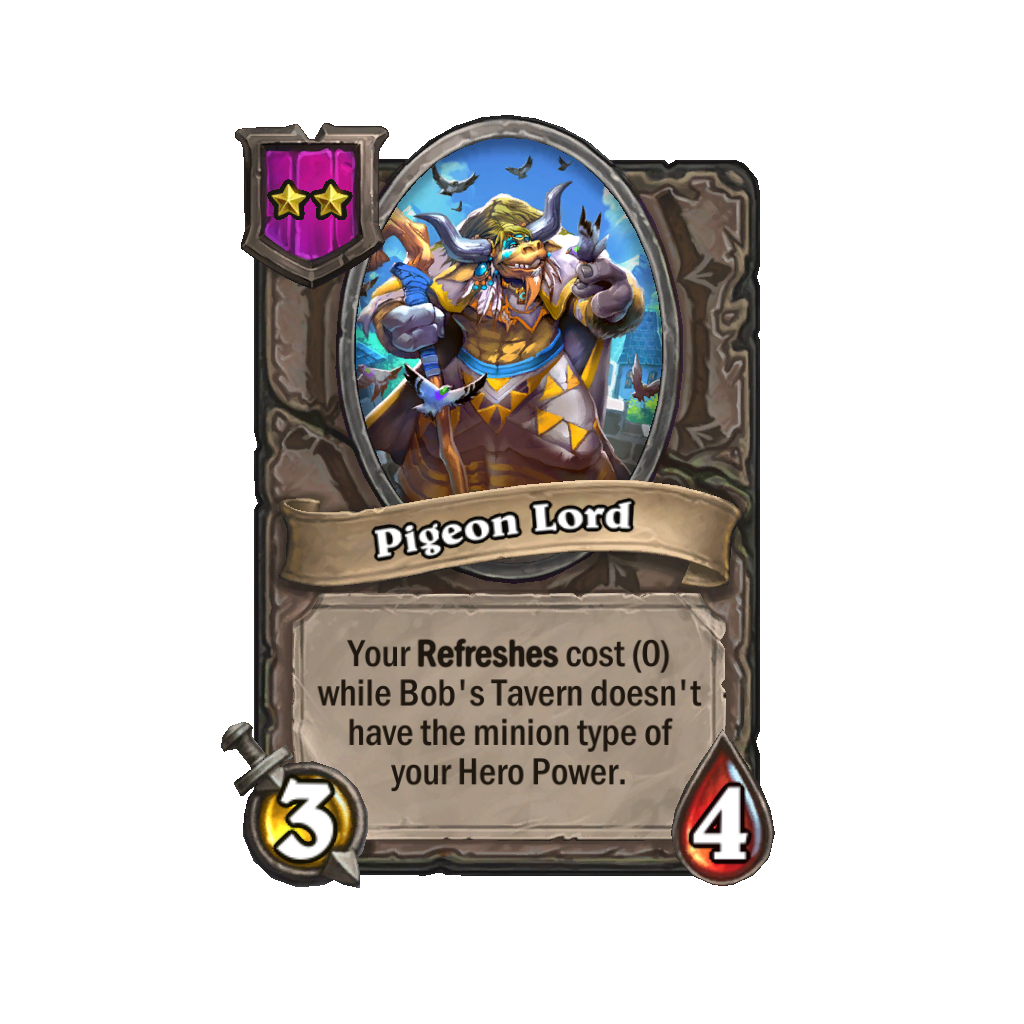 Pigeon Lord
Your Refreshes cost (0)
while Bob's Tavern doesn't
have the minion type of
your Hero Power.
3
4